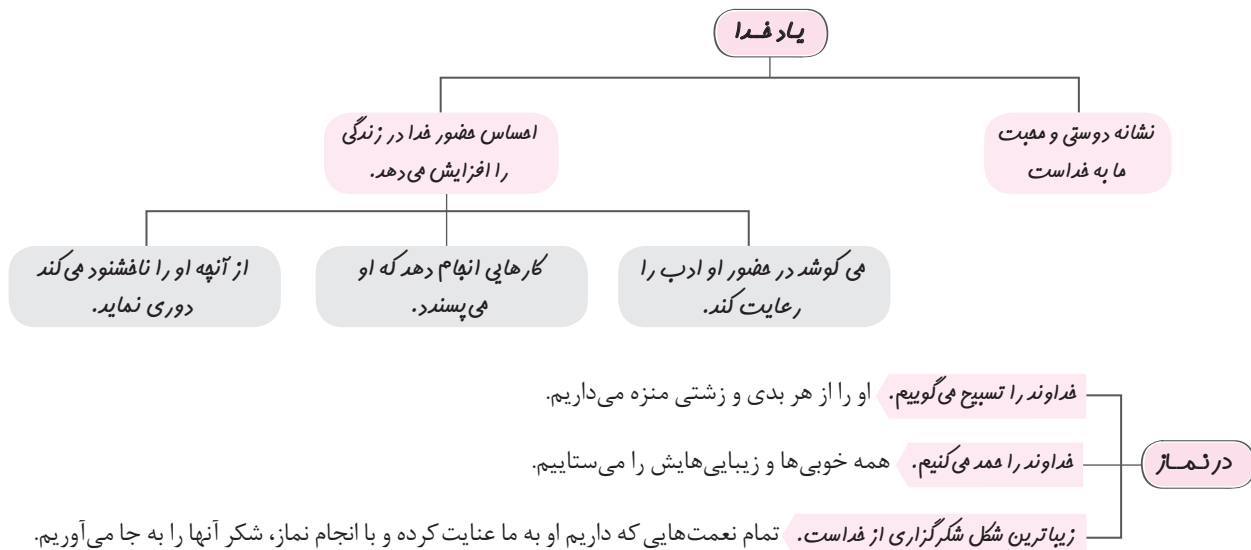 یاد خدا
نشانه دوستی و محبت
ما به خداست
احساس حضور خدا در زندگی
را افزایش می‌دهد.
می کوشد در حضور او ادب را
رعایت کند.
کارهایی انجام دهد که او
می‌پسندد.
از آنچه او را ناخشنود می‌کند
دوری نماید.
در نماز
خداوند را تسبیح می‌گوییم. او را از هر بدی و زشتی منزه می‌داریم.
خداوند را حمد می‌کنیم. همه خوبی‌ها و زیبایی‌هایش را می‌ستاییم.
زیباترین شکل شکرگزاری از خداست. تمام نعمت‌هایی که داریم او به ما عنایت کرده و با انجام نماز، شکر آنها را به جا می‌آوریم.